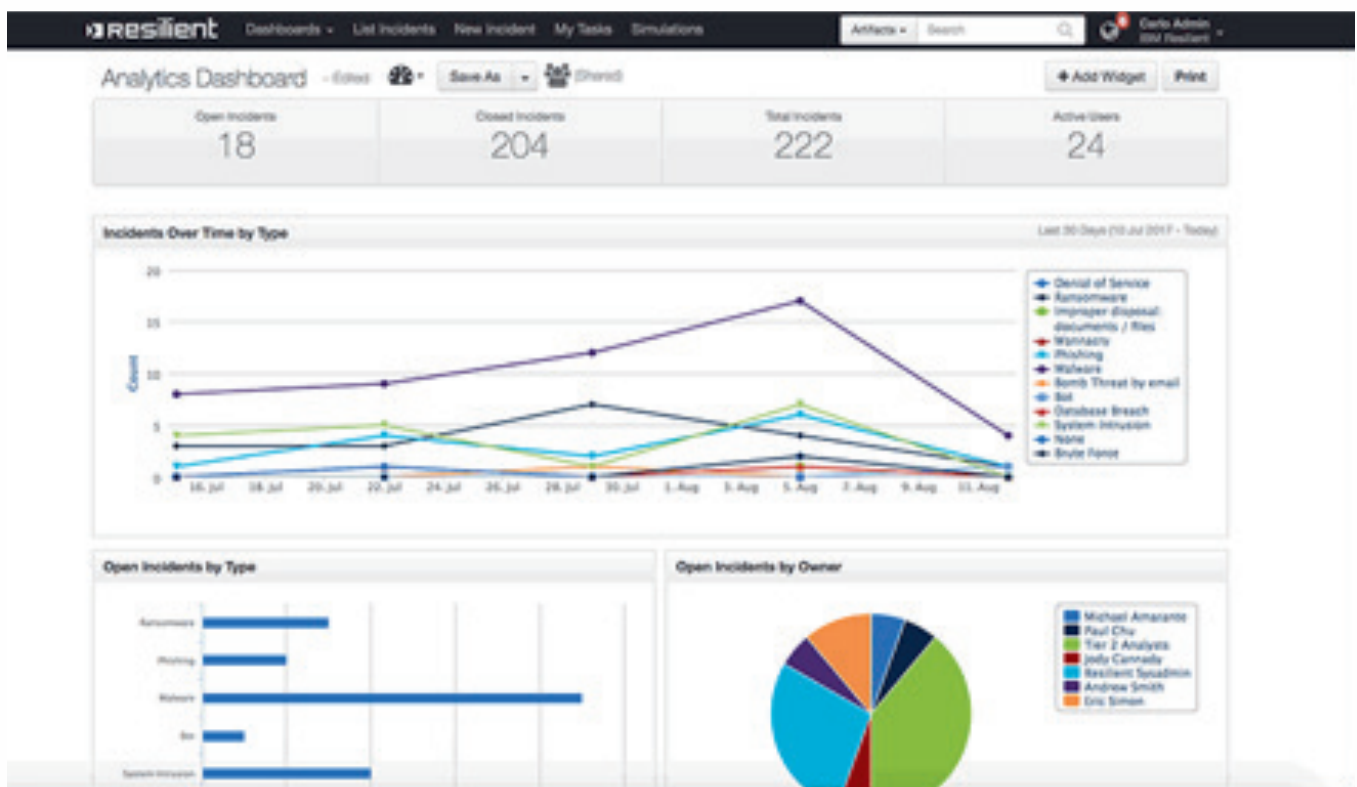 Resilient Dashboards List Incidents New Incident My Tasks Simulations Artifacts Search 8 Carlo Admin
IBM Resilient
Analytics Dashboard - Edited Save As (Shared) + Add Widget Print
Open Incidents Closed Incidents Total Incidents Active Users
18 204 222 24
Incidents Over Time by Type Last 30 Days (10 Jul 2017 - Today)
Count
20
15
10
5
0
16. Jul 18. Jul 20. Jul 22. Jul 24. Jul 26. Jul 28. Jul 30. Jul 1. Aug 3. Aug 5. Aug 7. Aug 9. Aug 11. Aug
Denial of Service
Ransomware
Improper disposal:
documents / files
Wannacry
Phishing
Malware
Bomb Threat by email
Bot
Database Breach
System Intrusion
None
Brute Force
Open Incidents by Type
Ransomware
Phishing
Malware
Bot
System Intrusion
Open Incidents by Owner
Michael Amarante
Paul Chu
Tier 2 Analysts
Jody Cannady
Resilient Sysadmin
Andrew Smith
Eric Simon